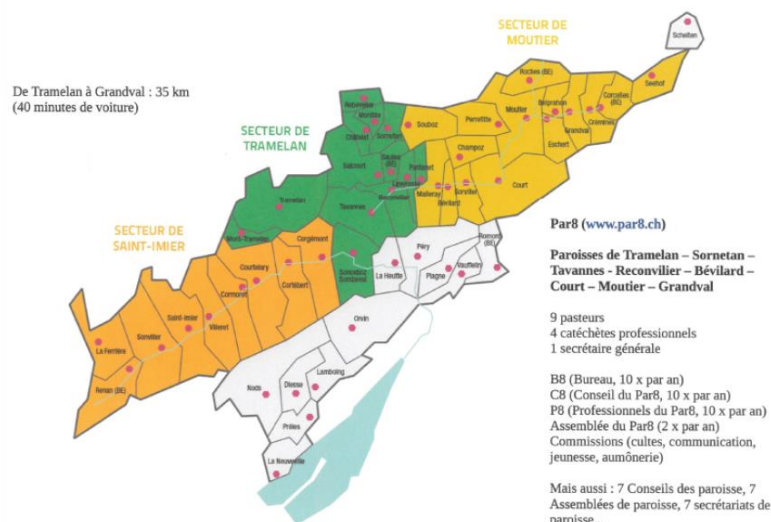 De Tramelan à Grandval : 35 km
(40 minutes de voiture)
SECTEUR DE
MOUTIER
SECTEUR DE
TRAMELAN
SECTEUR DE
SAINT-IMIER
Schelten
Roches (BE)
Seehof
Rebévelier
Souboz
Perrefitte
Moutier
Belprahon
Corcelles
(BE)
Crémines
Grandval
Eschert
Châtelat
Sornetan
Champoz
Saicourt
Court
Malleray
Sorvilier
Bévilard
Tramelan
Tavannes
Reconvilier
Mont-Tramelan
Corgémont
Sonceboz
Sombeval
Romont
(BE)
Péry
La Heutte
Plagne
Vauffelin
Courtelary
Cortébert
Cormoret
Saint-Imier
Villeret
Sonvilier
La Ferrière
Renan (BE)
Orvin
Lamboing
Nods
Diesse
Prêles
La Neuveville
Par8 (www.par8.ch)
Paroisses de Tramelan – Sornetan –
Tavannes - Reconvilier – Bévilard –
Court – Moutier – Grandval
9 pasteurs
4 catéchètes professionnels
1 secrétaire générale
B8 (Bureau, 10 x par an)
C8 (Conseil du Par8, 10 x par an)
P8 (Professionnels du Par8, 10 x par an)
Assemblée du Par8 (2 x par an)
Commissions (cultes, communication,
jeunesse, aumônerie)
Mais aussi : 7 Conseils des paroisse, 7
Assemblées de paroisse, 7 secrétariats de
paroisse